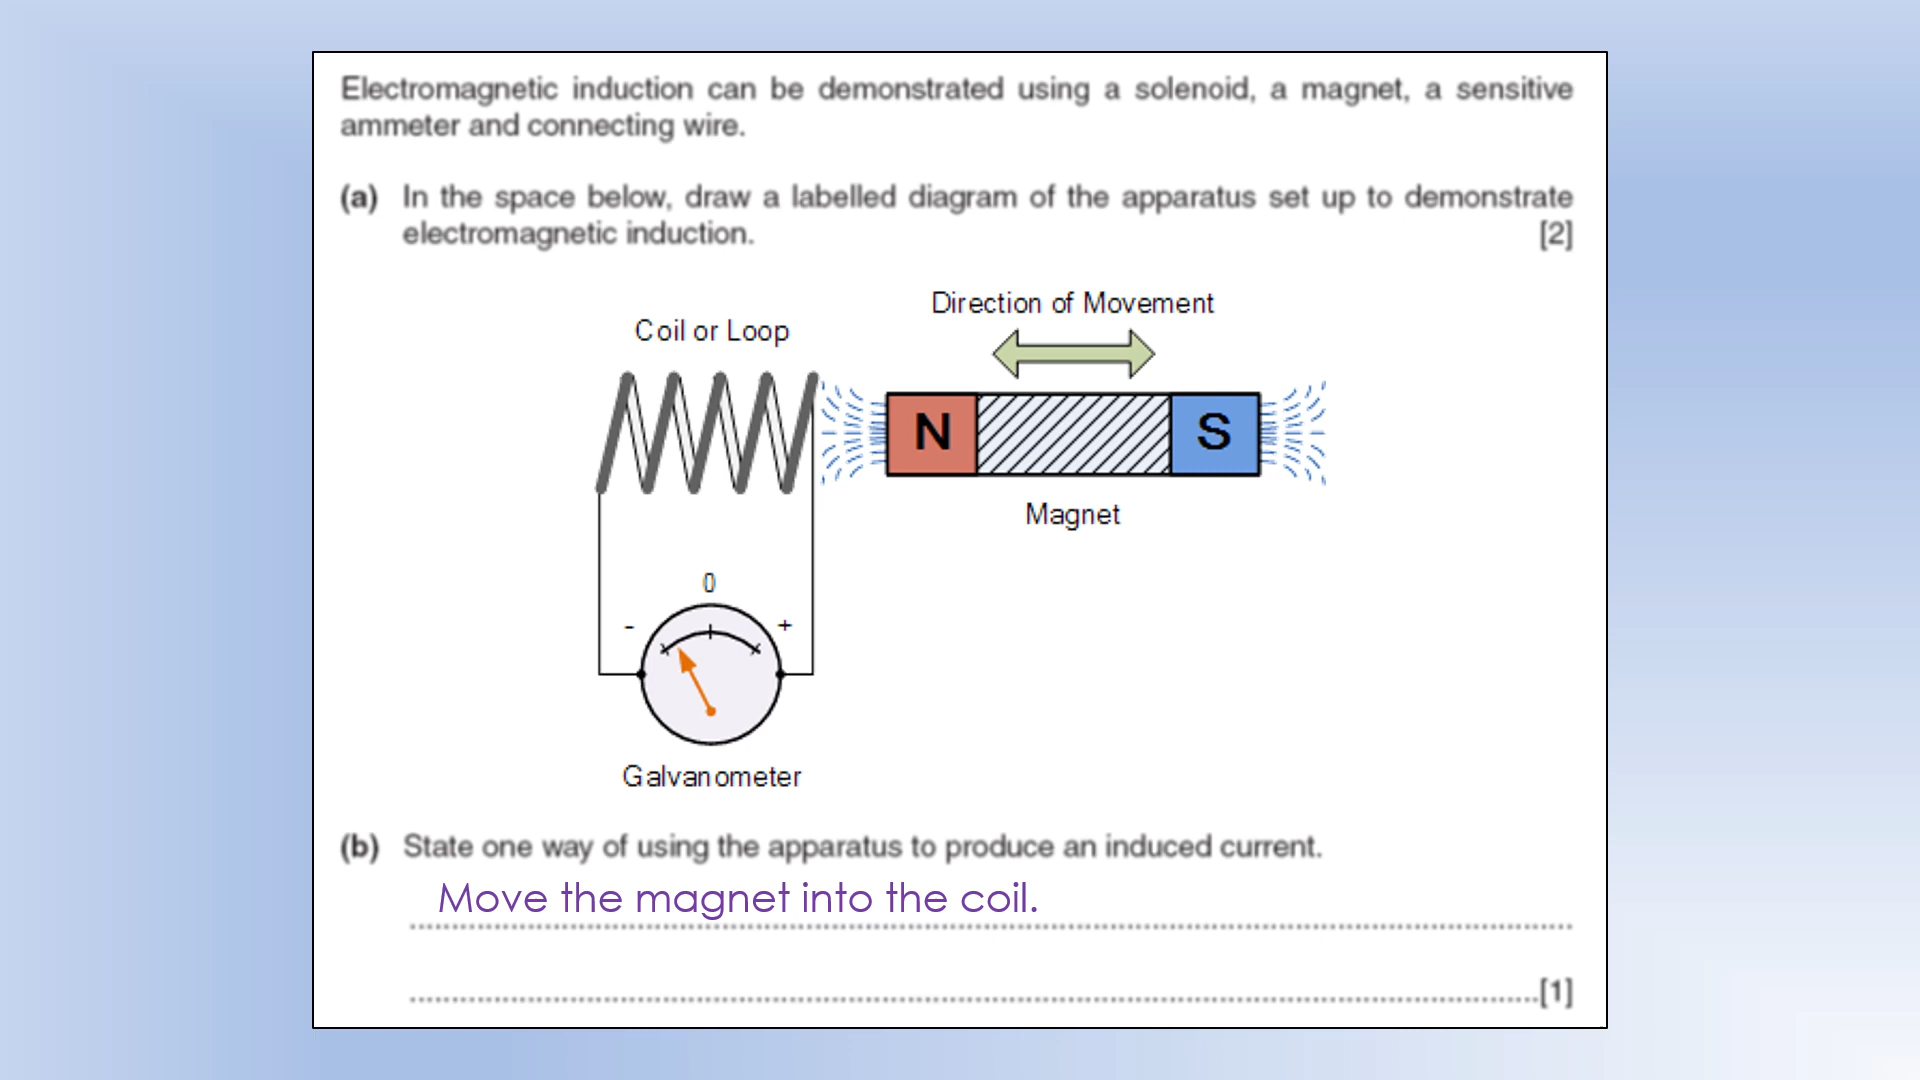 Electromagnetic induction can be demonstrated using a solenoid, a magnet, a sensitive
ammeter and connecting wire.
(a) In the space below, draw a labelled diagram of the apparatus set up to demonstrate
electromagnetic induction. [2]
Direction of Movement
Coil or Loop
N S
Magnet
0
- +
Galvanometer
(b) State one way of using the apparatus to produce an induced current.
Move the magnet into the coil.
[1]